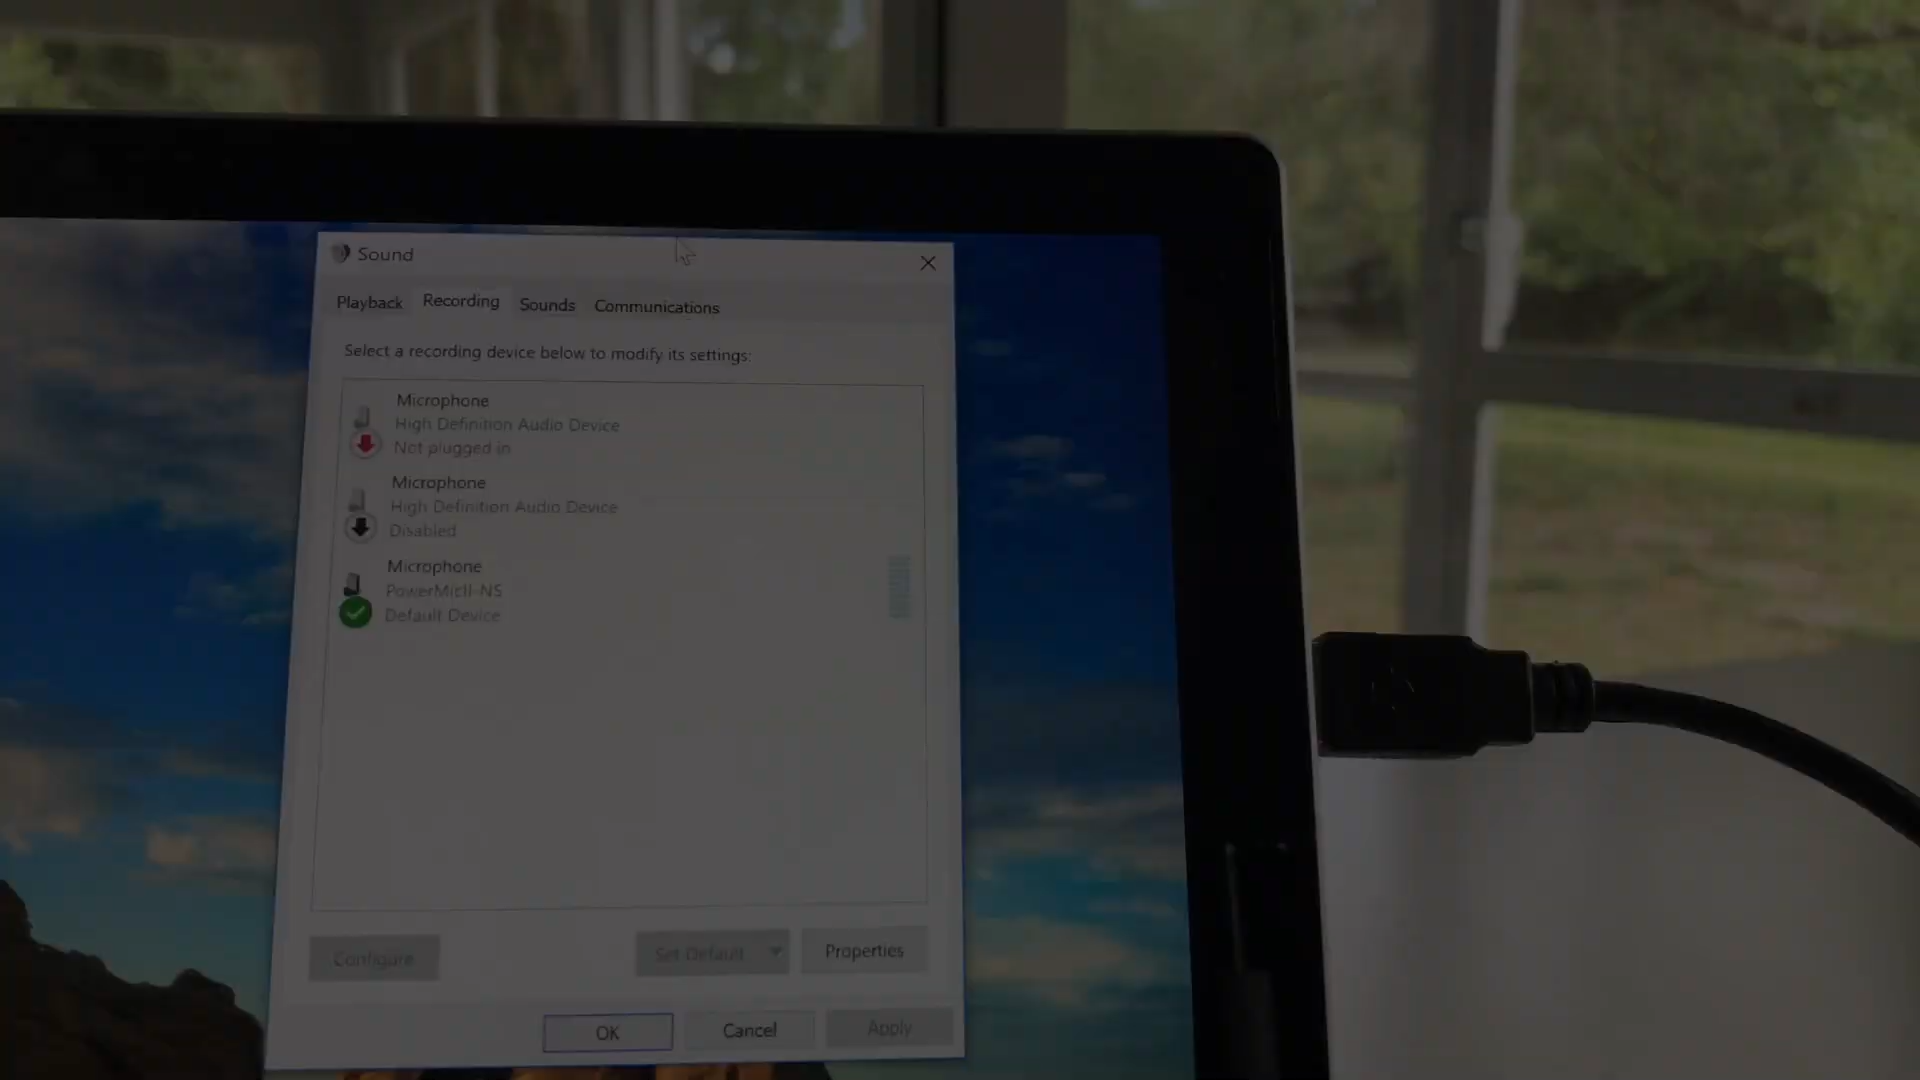 Sound
Playback Recording Sounds Communications
Select a recording device below to modify its settings:
Microphone
High Definition Audio Device
Not plugged in
Microphone
High Definition Audio Device
Disabled
Microphone
PowerMicII-NS
Default Device
Configure Set Default Properties
OK Cancel Apply